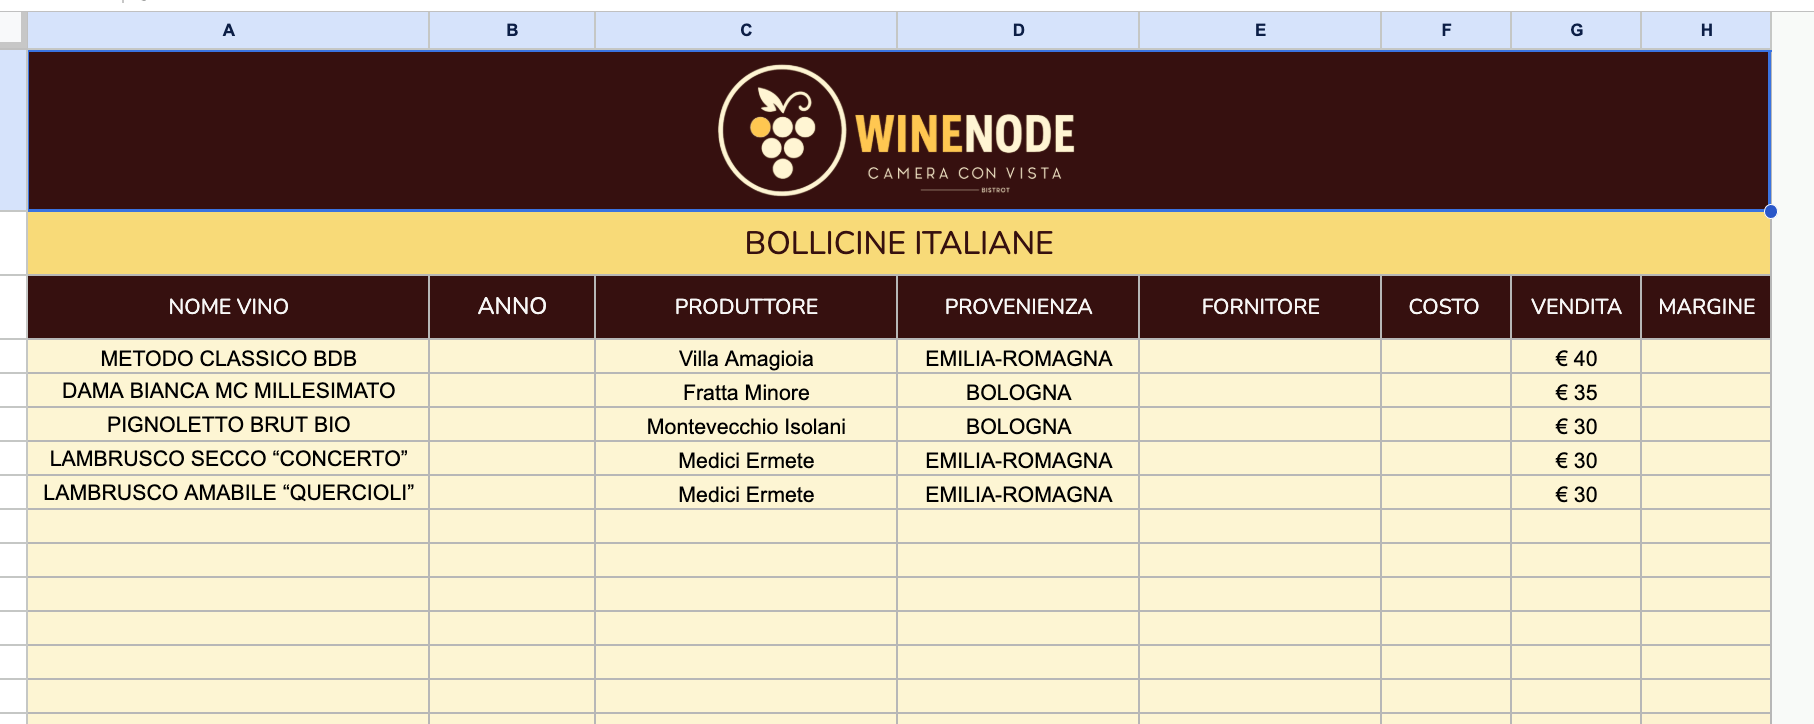 A B C D E F G H
WINENODE
CAMERA CON VISTA
BISTROT
BOLLICINE ITALIANE
NOME VINO ANNO PRODUTTORE PROVENIENZA FORNITORE COSTO VENDITA MARGINE
METODO CLASSICO BDB Villa Amagioia EMILIA-ROMAGNA € 40
DAMA BIANCA MC MILLESIMATO Fratta Minore BOLOGNA € 35
PIGNOLETTO BRUT BIO Montevecchio Isolani BOLOGNA € 30
LAMBRUSCO SECCO “CONCERTO” Medici Ermete EMILIA-ROMAGNA € 30
LAMBRUSCO AMABILE “QUERCIOLI” Medici Ermete EMILIA-ROMAGNA € 30